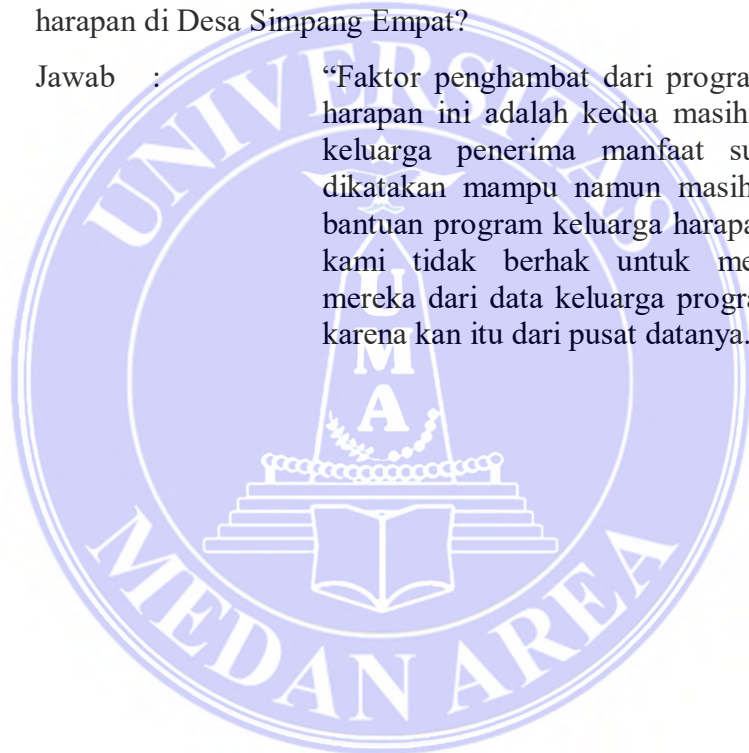 harapan di Desa Simpang Empat?
Jawab : “Faktor penghambat dari progra
harapan ini adalah kedua masih
keluarga penerima manfaat su
dikatakan mampu namun masih
bantuan program keluarga harapa
kami tidak berhak untuk me
mereka dari data keluarga progra
karena kan itu dari pusat datanya.
UNIVERSITAS
UMA
MEDAN AREA